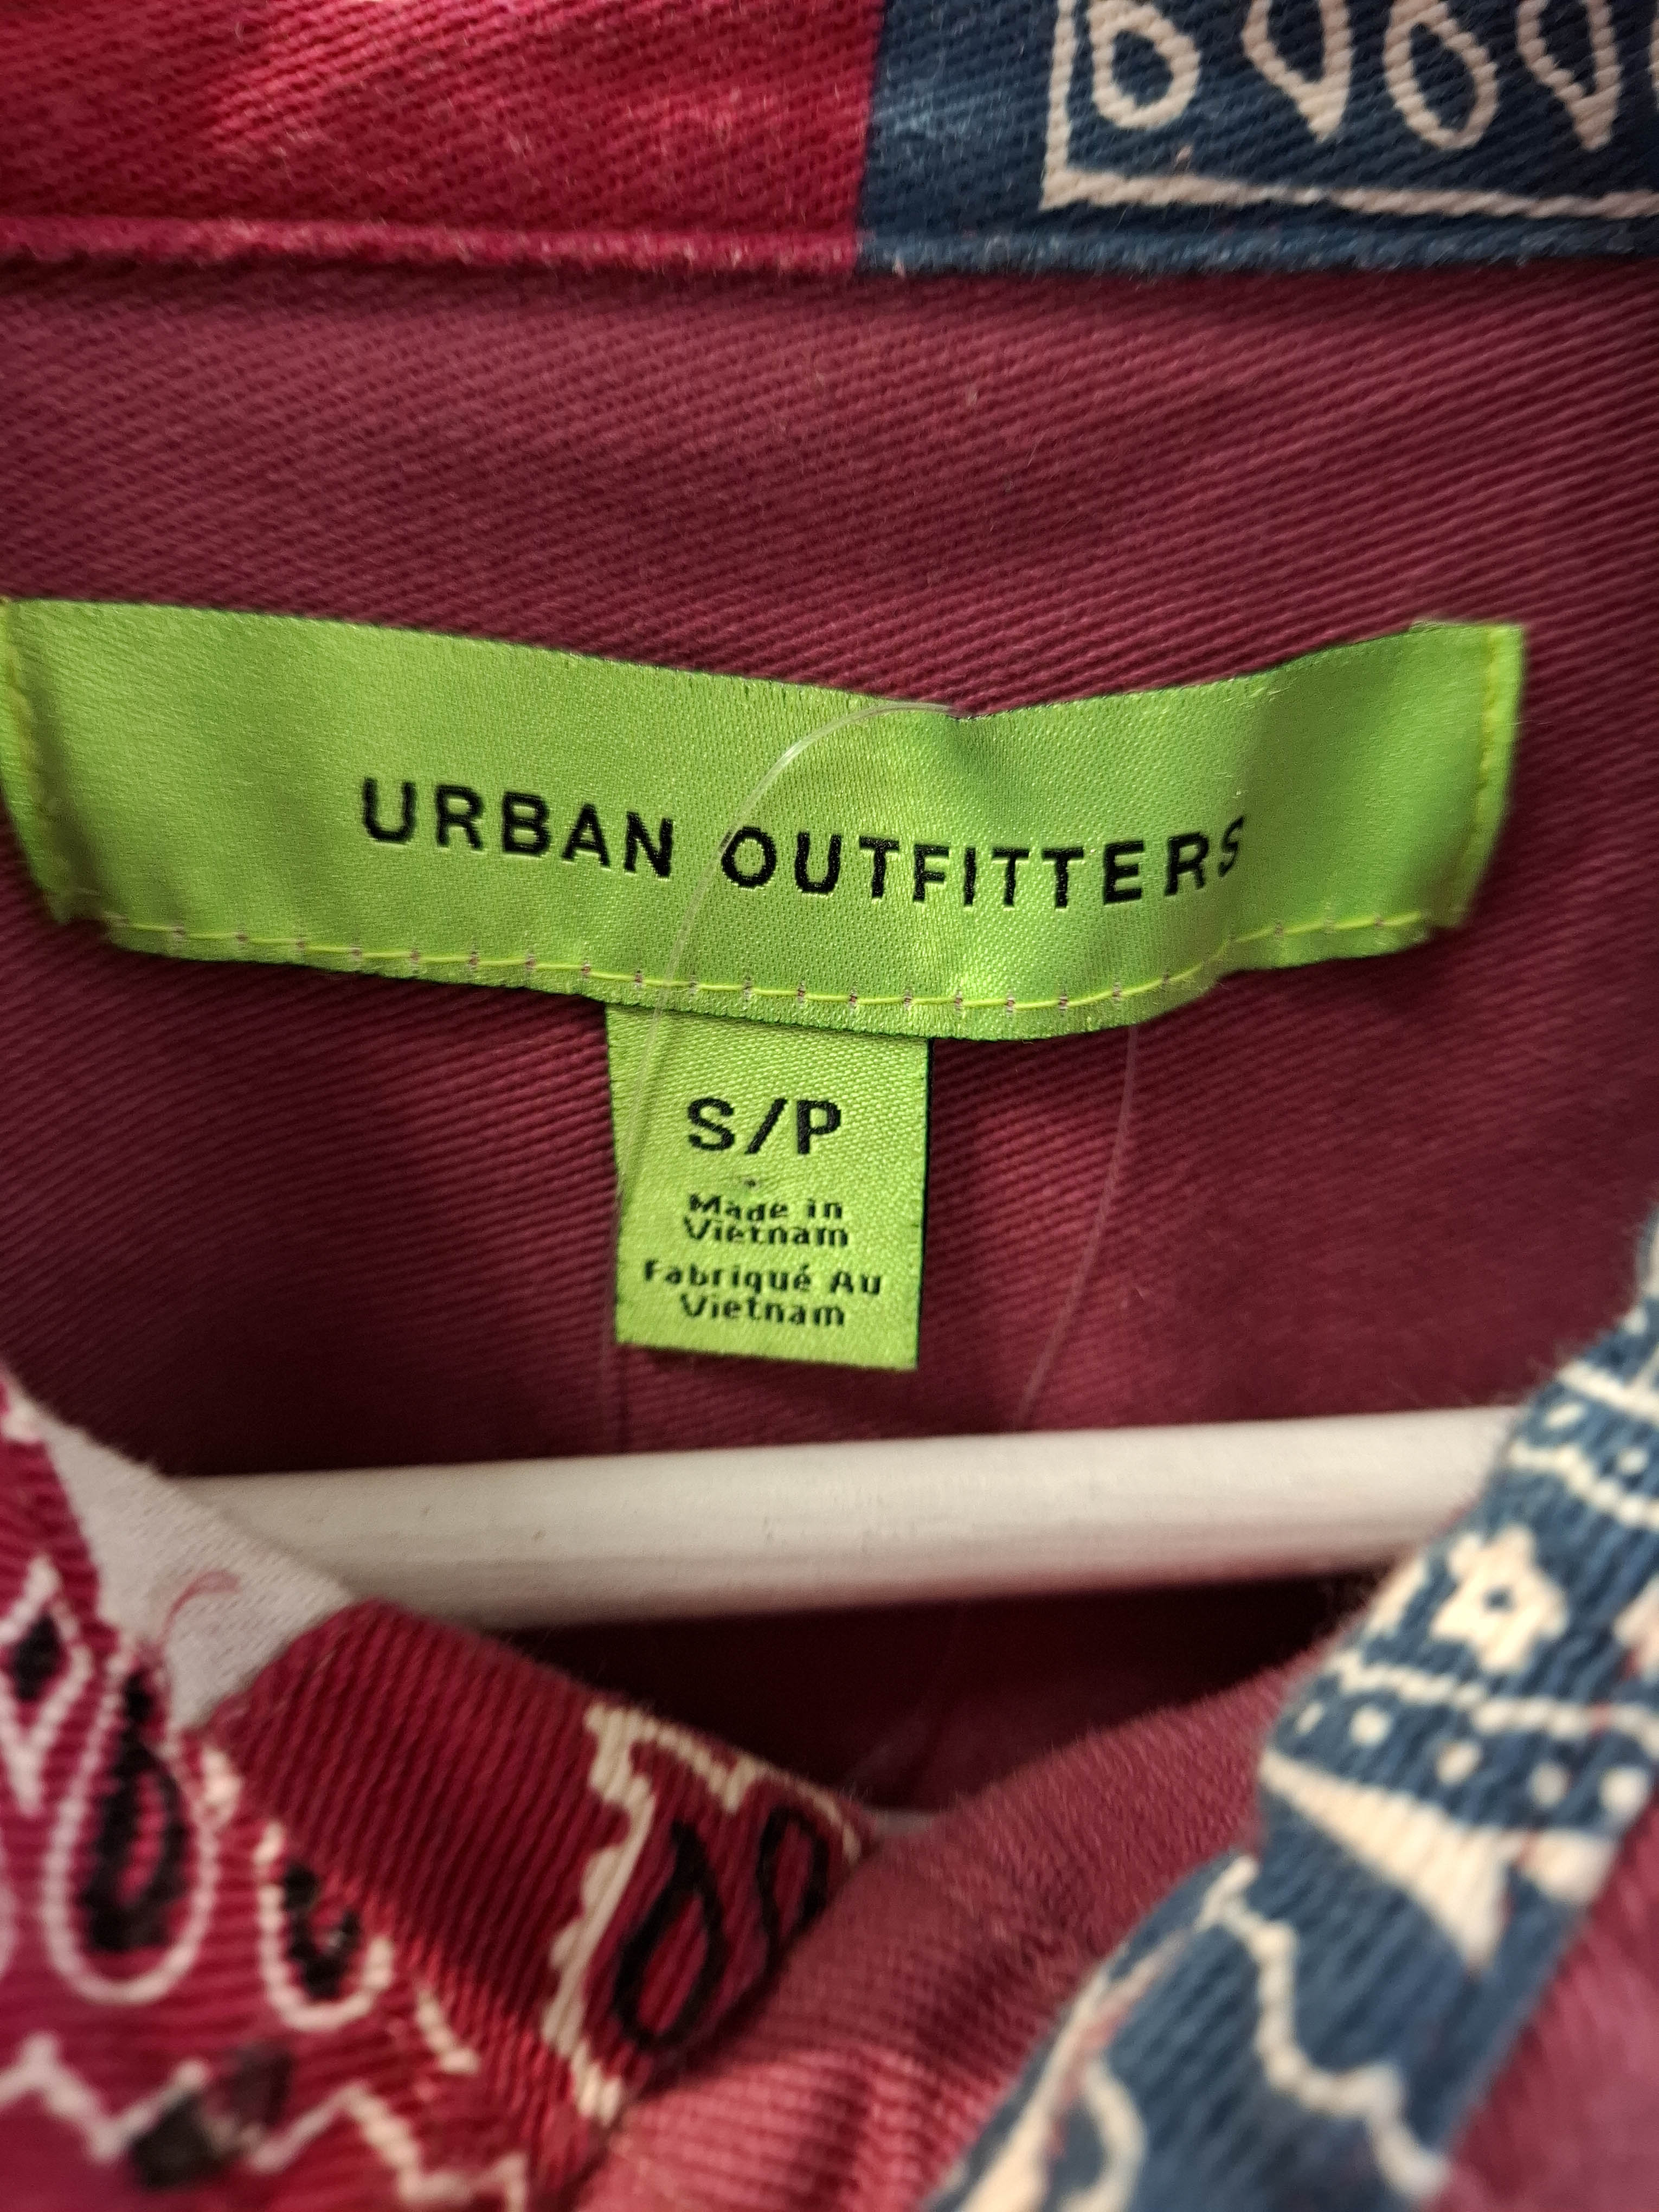 URBAN OUTFITTERS
S/P
Made in
Vietnam
Fabriqué Au
Vietnam